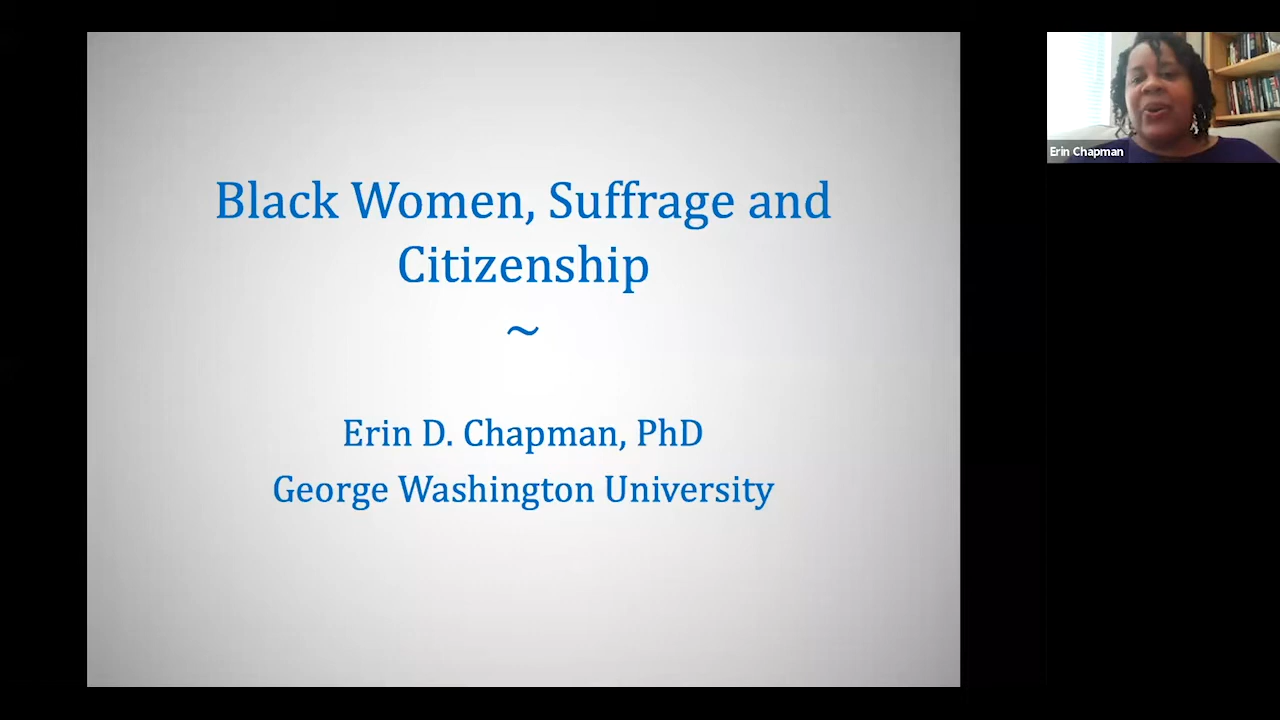 Black Women, Suffrage and
Citizenship
~
Erin D. Chapman, PhD
George Washington University
Erin Chapman